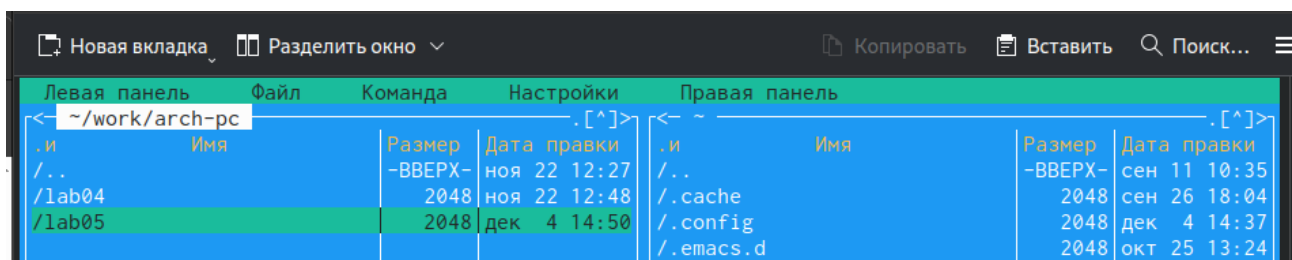 Новая вкладка Разделить окно Копировать Вставить Поиск...
Левая панель Файл Команда Настройки Правая панель
<— ~/work/arch-pc .[^]> <— ~ .[^]>
.и Имя Размер Дата правки .и Имя Размер Дата правки
/.. -ВВЕРХ- ноя 22 12:27 /.. -ВВЕРХ- сен 11 10:35
/lab04 2048 ноя 22 12:48 /.cache 2048 сен 26 18:04
/lab05 2048 дек 4 14:50 /.config 2048 дек 4 14:37
/.emacs.d 2048 окт 25 13:24